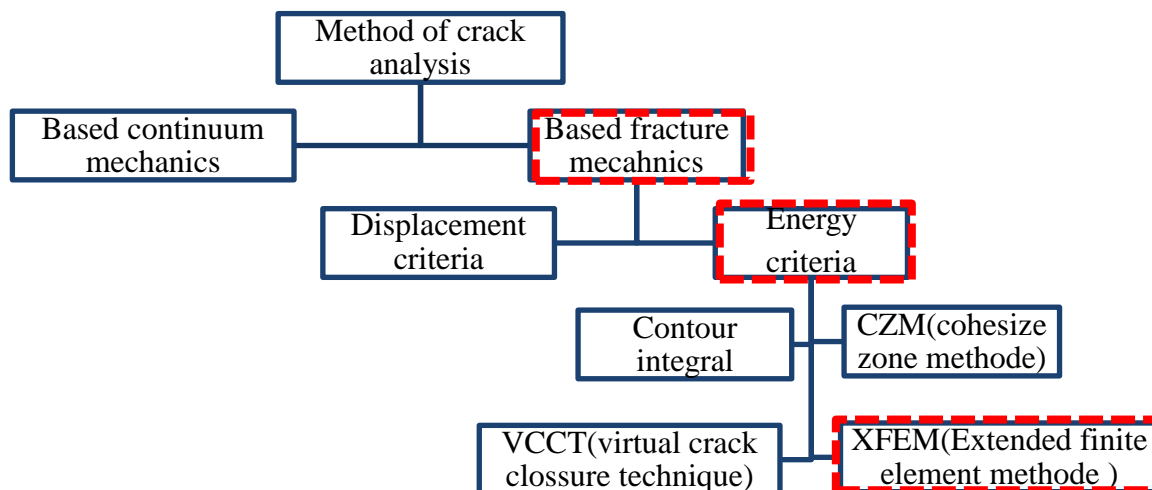 Method of crack
analysis
Based continuum
mechanics
Based fracture
mecahnics
Displacement
criteria
Energy
criteria
Contour
integral
CZM(cohesize
zone methode)
VCCT(virtual crack
clossure technique)
XFEM(Extended finite
element methode )